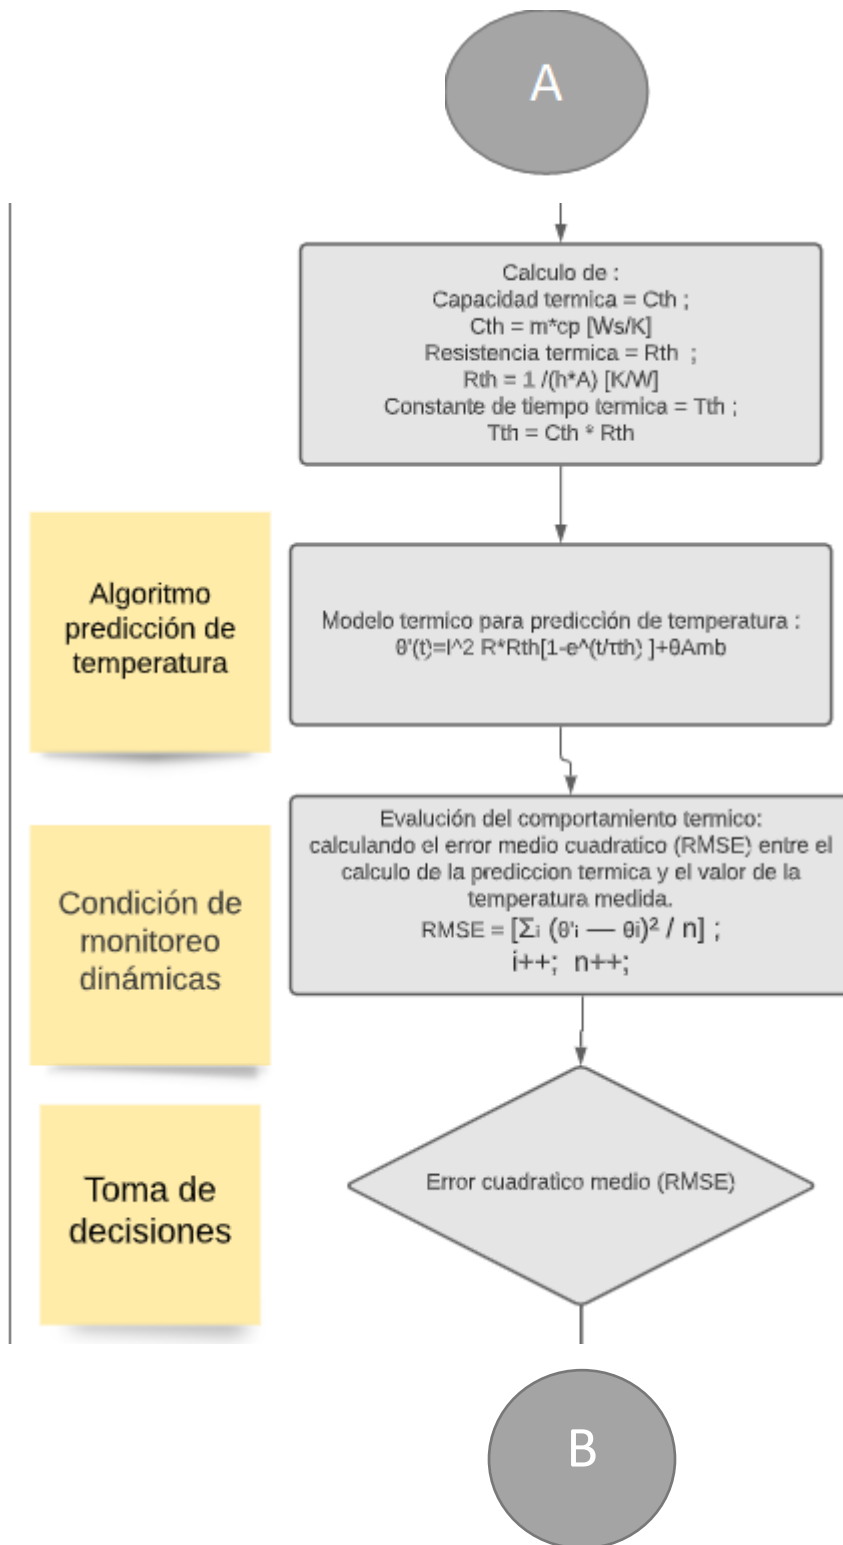 A
Calculo de :
Capacidad termica = Cth ;
Cth = m*cp [Ws/K]
Resistencia termica = Rth  ;
Rth = 1 /(h*A) [K/W]
Constante de tiempo termica = Tth ;
Tth = Cth * Rth
Algoritmo
predicción de
temperatura
Modelo termico para predicción de temperatura :
θ'(t)=I^2 R*Rth[1-e^(t/τth) ]+θAmb
Condición de
monitoreo
dinámicas
Evalución del comportamiento termico:
calculando el error medio cuadratico (RMSE) entre el
calculo de la prediccion termica y el valor de la
temperatura medida.
RMSE = [Σi (θ'i — θi)² / n] ;
i++;  n++;
Toma de
decisiones
Error cuadratico medio (RMSE)
B